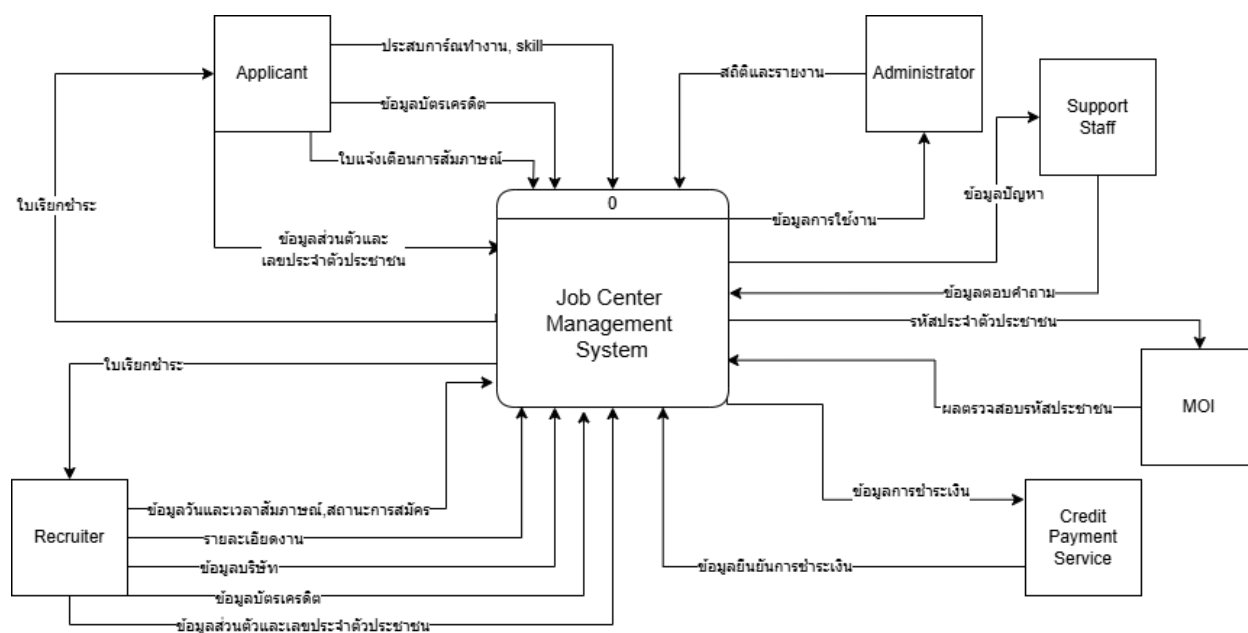 ประสบการ์ณทำงาน, skill
Applicant
สถิติและรายงาน
Administrator
ข้อมูลบัตรเครดิต
Support
Staff
ใบแจ้งเตือนการสัมภาษณ์
ใบเรียกชำระ
ข้อมูลปัญหา
0
ข้อมูลการใช้งาน
ข้อมูลส่วนตัวและ
เลขประจำตัวประชาชน
Job Center
Management
System
ข้อมูลตอบคำถาม
รหัสประจำตัวประชาชน
ใบเรียกชำระ
ผลตรวจสอบรหัสประชาชน
MOI
ข้อมูลการชำระเงิน
ข้อมูลวันและเวลาสัมภาษณ์,สถานะการสมัคร
Recruiter
รายละเอียดงาน
Credit
Payment
Service
ข้อมูลบริษัท
ข้อมูลยืนยันการชำระเงิน
ข้อมูลบัตรเครดิต
ข้อมูลส่วนตัวและเลขประจำตัวประชาชน